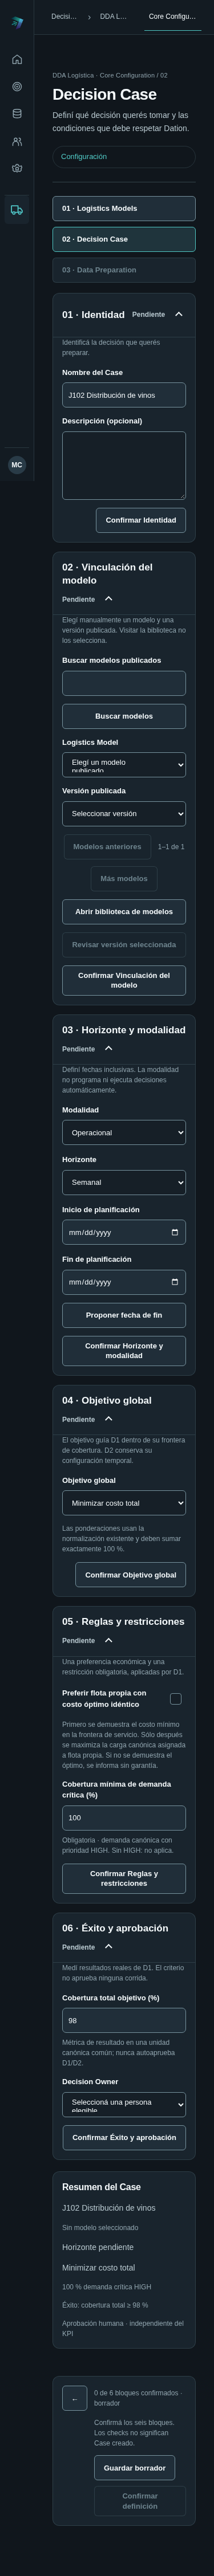 Decisi…
DDA L…
Core Configu…
DDA Logística · Core Configuration / 02
Decision Case
Definí qué decisión querés tomar y las
condiciones que debe respetar Dation.
Configuración
01 · Logistics Models
02 · Decision Case
03 · Data Preparation
01 · Identidad
Pendiente
Identificá la decisión que querés
preparar.
Nombre del Case
J102 Distribución de vinos
Descripción (opcional)
Confirmar Identidad
02 · Vinculación del
modelo
Pendiente
Elegí manualmente un modelo y una
versión publicada. Visitar la biblioteca no
los selecciona.
Buscar modelos publicados
Buscar modelos
Logistics Model
Elegí un modelo
publicado
Versión publicada
Seleccionar versión
Modelos anteriores
1–1 de 1
Más modelos
Abrir biblioteca de modelos
Revisar versión seleccionada
Confirmar Vinculación del
modelo
03 · Horizonte y modalidad
Pendiente
Definí fechas inclusivas. La modalidad
no programa ni ejecuta decisiones
automáticamente.
Modalidad
Operacional
Horizonte
Semanal
Inicio de planificación
mm/dd/yyyy
Fin de planificación
mm/dd/yyyy
Proponer fecha de fin
Confirmar Horizonte y
modalidad
04 · Objetivo global
Pendiente
El objetivo guía D1 dentro de su frontera
de cobertura. D2 conserva su
configuración temporal.
Objetivo global
Minimizar costo total
Las ponderaciones usan la
normalización existente y deben sumar
exactamente 100 %.
Confirmar Objetivo global
05 · Reglas y restricciones
Pendiente
Una preferencia económica y una
restricción obligatoria, aplicadas por D1.
Preferir flota propia con
costo óptimo idéntico
Primero se demuestra el costo mínimo
en la frontera de servicio. Sólo después
se maximiza la carga canónica asignada
a flota propia. Si no se demuestra el
óptimo, se informa sin garantía.
Cobertura mínima de demanda
crítica (%)
100
Obligatoria · demanda canónica con
prioridad HIGH. Sin HIGH: no aplica.
Confirmar Reglas y
restricciones
06 · Éxito y aprobación
Pendiente
Medí resultados reales de D1. El criterio
no aprueba ninguna corrida.
Cobertura total objetivo (%)
98
Métrica de resultado en una unidad
canónica común; nunca autoaprueba
D1/D2.
Decision Owner
Seleccioná una persona
elegible
Confirmar Éxito y aprobación
Resumen del Case
J102 Distribución de vinos
Sin modelo seleccionado
Horizonte pendiente
Minimizar costo total
100 % demanda crítica HIGH
Éxito: cobertura total ≥ 98 %
Aprobación humana · independiente del
KPI
←
0 de 6 bloques confirmados ·
borrador
Confirmá los seis bloques.
Los checks no significan
Case creado.
Guardar borrador
Confirmar
definición
MC